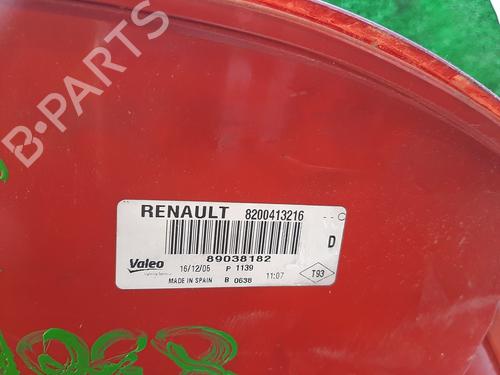 B-PARTS
RENAULT 8200413216 --C
D
89038182
Valeo 16/12/05 P 1139 11:07 T93
MADE IN SPAIN B 0638